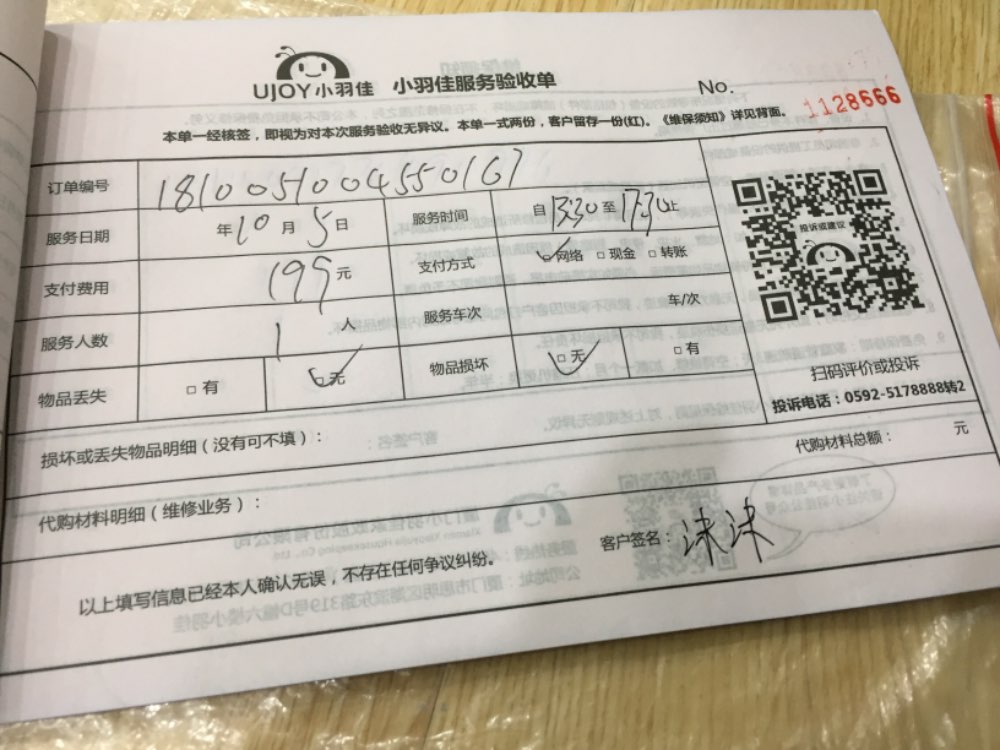 UJOY小羽佳 小羽佳服务验收单 No. 1128666
本单一经核签，即视为对本次服务验收无异议。本单一式两份，客户留存一份(红)。《维保须知》详见背面。
订单编号 1810051004550167
服务日期 年10月5日 服务时间 自13:30至17:30止
支付费用 199元 支付方式 ☑网络 □现金 □转账
服务人数 1人 服务车次 车/次
物品丢失 □有 ☑无 物品损坏 ☑无 □有
投诉或建议
扫码评价或投诉
投诉电话：0592-5178888转2
损坏或丢失物品明细（没有可不填）：
代购材料总额： 元
代购材料明细（维修业务）：
客户签名：
以上填写信息已经本人确认无误，不存在任何争议纠纷。